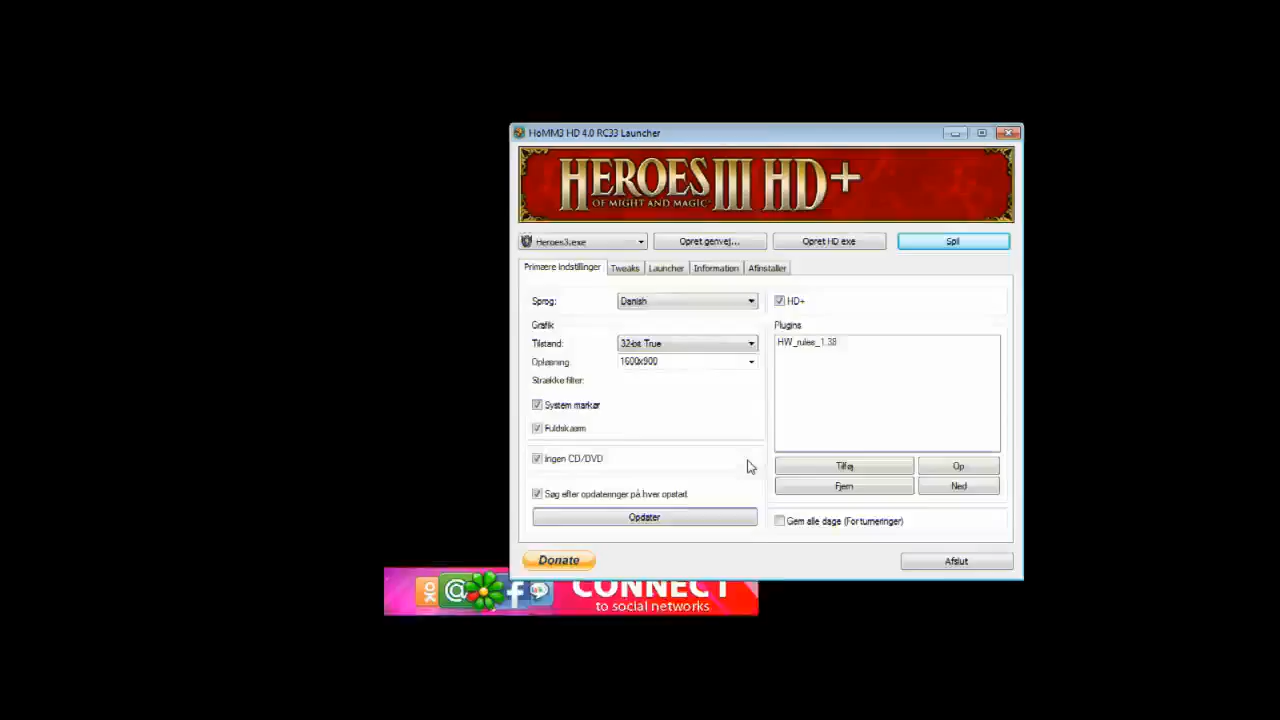 HoMM3 HD 4.0 RC33 Launcher
HEROES III HD+
OF MIGHT AND MAGIC
Heroes3.exe
Opret genvej...
Opret HD exe
Spil
Primære indstillinger
Tweaks
Launcher
Information
Afinstaller
Sprog:
Danish
HD+
Grafik
Tilstand:
32-bit True
Opløsning:
1600x900
Strække filter:
System markør
Fuldskærm
Ingen CD/DVD
Søg efter opdateringer på hver opstart
Opdater
Plugins
HW_rules_1.38
Tilføj
Op
Fjern
Ned
Gem alle dage (For turneringer)
Donate
Afslut
CONNECT
to social networks